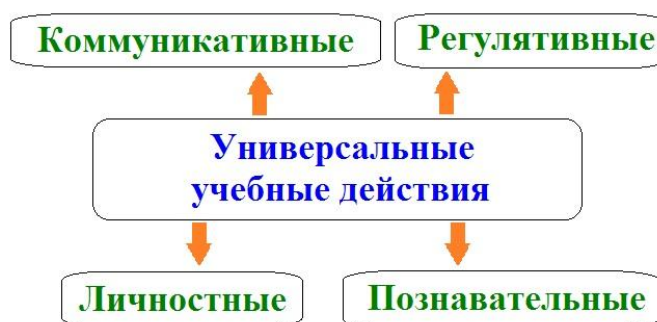 Коммуникативные
Регулятивные
Универсальные
учебные действия
Личностные
Познавательные